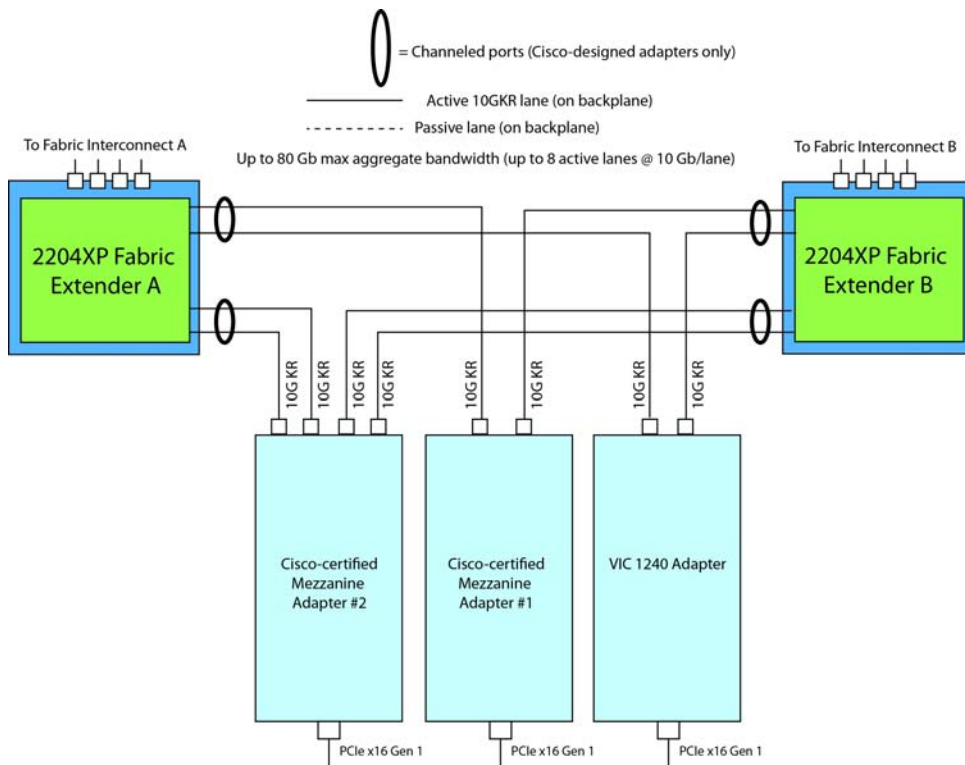 = Channeled ports (Cisco-designed adapters only)
Active 10GKR lane (on backplane)
Passive lane (on backplane)
Up to 80 Gb max aggregate bandwidth (up to 8 active lanes @ 10 Gb/lane)
To Fabric Interconnect A
To Fabric Interconnect B
2204XP Fabric
Extender A
2204XP Fabric
Extender B
10G KR
10G KR
10G KR
10G KR
10G KR
10G KR
10G KR
10G KR
Cisco-certified
Mezzanine
Adapter #2
Cisco-certified
Mezzanine
Adapter #1
VIC 1240 Adapter
PCIe x16 Gen 1
PCIe x16 Gen 1
PCIe x16 Gen 1